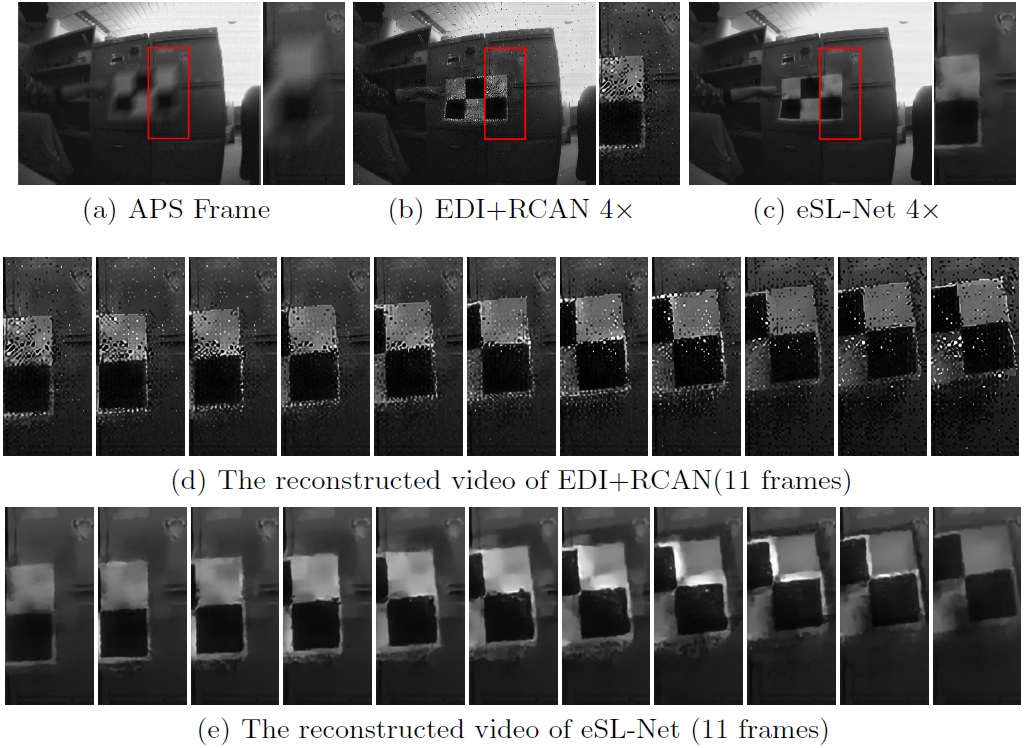 (a) APS Frame
(b) EDI+RCAN 4×
(c) eSL-Net 4×
(d) The reconstructed video of EDI+RCAN(11 frames)
(e) The reconstructed video of eSL-Net (11 frames)